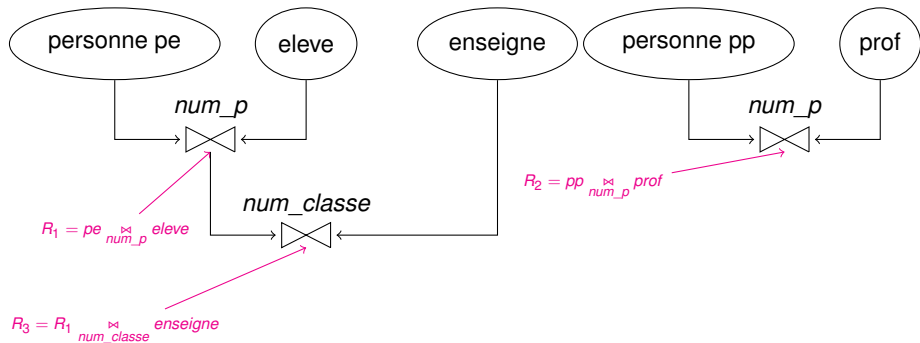 personne pe
eleve
enseigne
personne pp
prof
num_p
num_p
R₂ = pp ⋈ num_p prof
num_classe
R₁ = pe ⋈ num_p eleve
R₃ = R₁ ⋈ num_classe enseigne